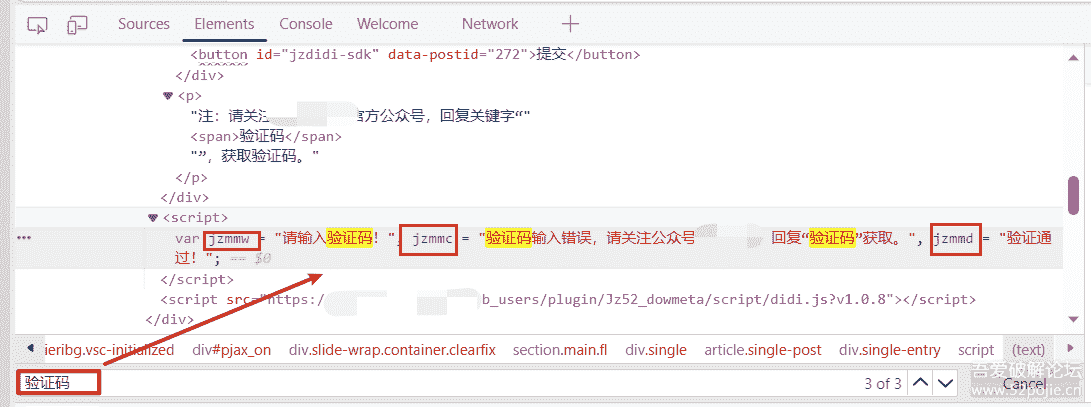 Sources Elements Console Welcome Network
<button id="jzdidi-sdk" data-postid="272">提交</button>
</div>
<p>
"注: 请关注 官方公众号，回复关键字“"
<span>验证码</span>
"”，获取验证码。"
</p>
</div>
<script>
var jzmmw = "请输入验证码！", jzmmc = "验证码输入错误，请关注公众号 回复“验证码”获取。", jzmmd = "验证通
过！"; == $0
</script>
<script src="https:/ b_users/plugin/Jz52_dowmeta/script/didi.js?v1.0.8"></script>
</div>
ieribg.vsc-initialized div#pjax_on div.slide-wrap.container.clearfix section.main.fl div.single article.single-post div.single-entry script (text)
验证码 3 of 3 Cancel
吾爱破解论坛
www.52pojie.cn